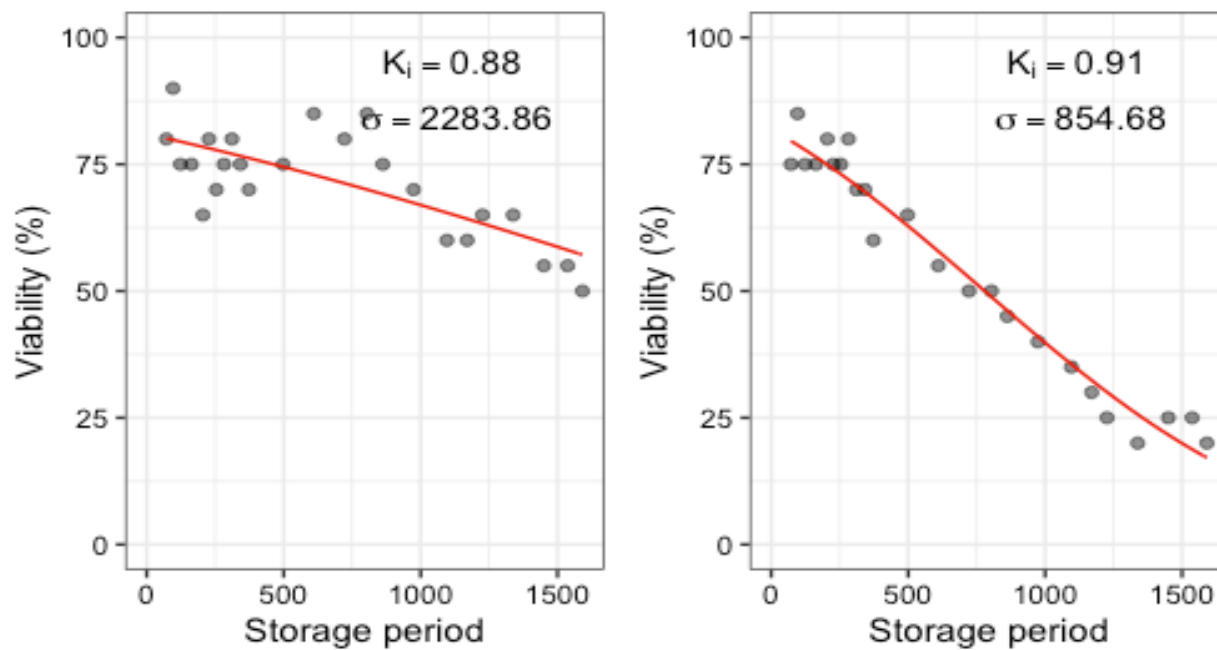 100
75
50
25
0
Viability (%)
Kᵢ = 0.88
σ = 2283.86
0 500 1000 1500
Storage period
100
75
50
25
0
Viability (%)
Kᵢ = 0.91
σ = 854.68
0 500 1000 1500
Storage period